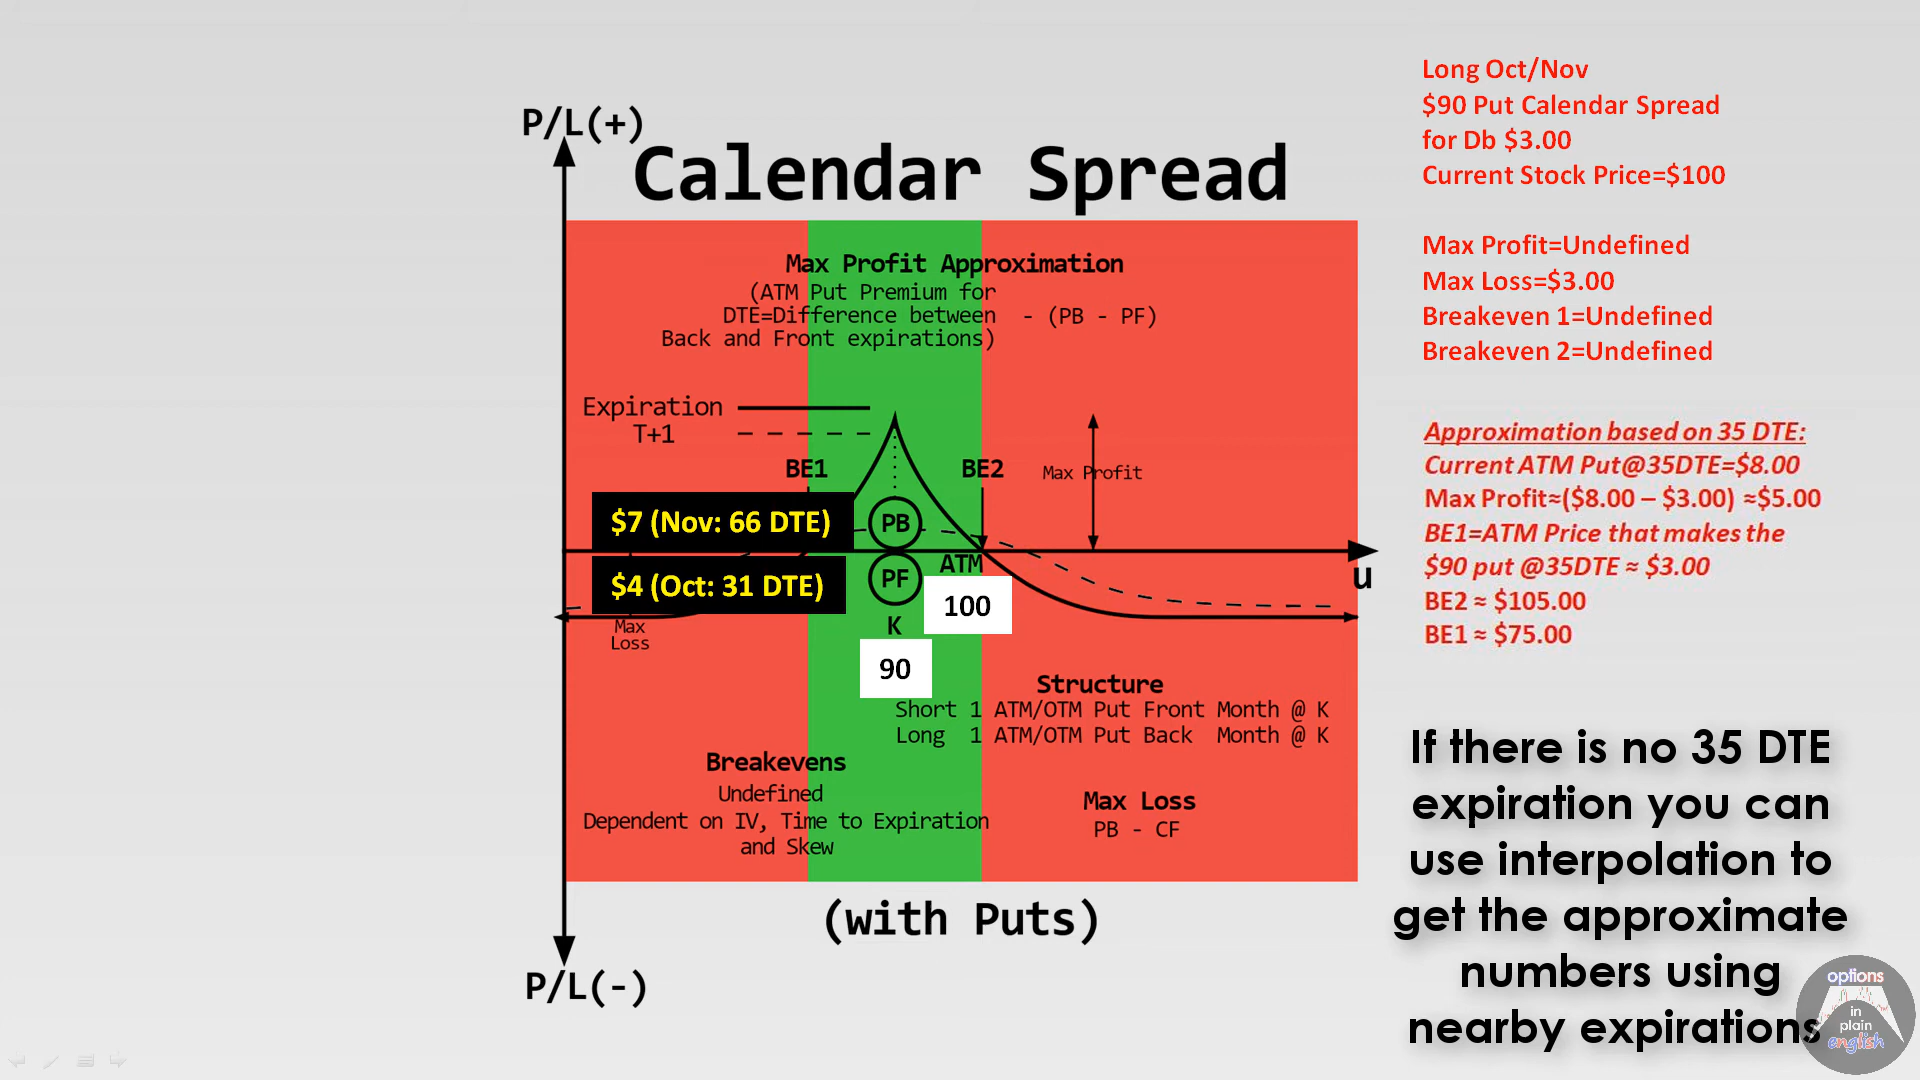 P/L(+)
Calendar Spread
Max Profit Approximation
(ATM Put Premium for
DTE=Difference between - (PB - PF)
Back and Front expirations)
Expiration
T+1
BE1
BE2
Max Profit
$7 (Nov: 66 DTE)
PB
$4 (Oct: 31 DTE)
PF
ATM
u
100
K
Max
Loss
90
Structure
Short 1 ATM/OTM Put Front Month @ K
Long 1 ATM/OTM Put Back Month @ K
Breakevens
Undefined
Dependent on IV, Time to Expiration
and Skew
Max Loss
PB - CF
(with Puts)
P/L(-)
Long Oct/Nov
$90 Put Calendar Spread
for Db $3.00
Current Stock Price=$100
Max Profit=Undefined
Max Loss=$3.00
Breakeven 1=Undefined
Breakeven 2=Undefined
Approximation based on 35 DTE:
Current ATM Put@35DTE=$8.00
Max Profit≈($8.00 – $3.00) ≈$5.00
BE1=ATM Price that makes the
$90 put @35DTE ≈ $3.00
BE2 ≈ $105.00
BE1 ≈ $75.00
If there is no 35 DTE
expiration you can
use interpolation to
get the approximate
numbers using
nearby expirations
options
in
plain
english